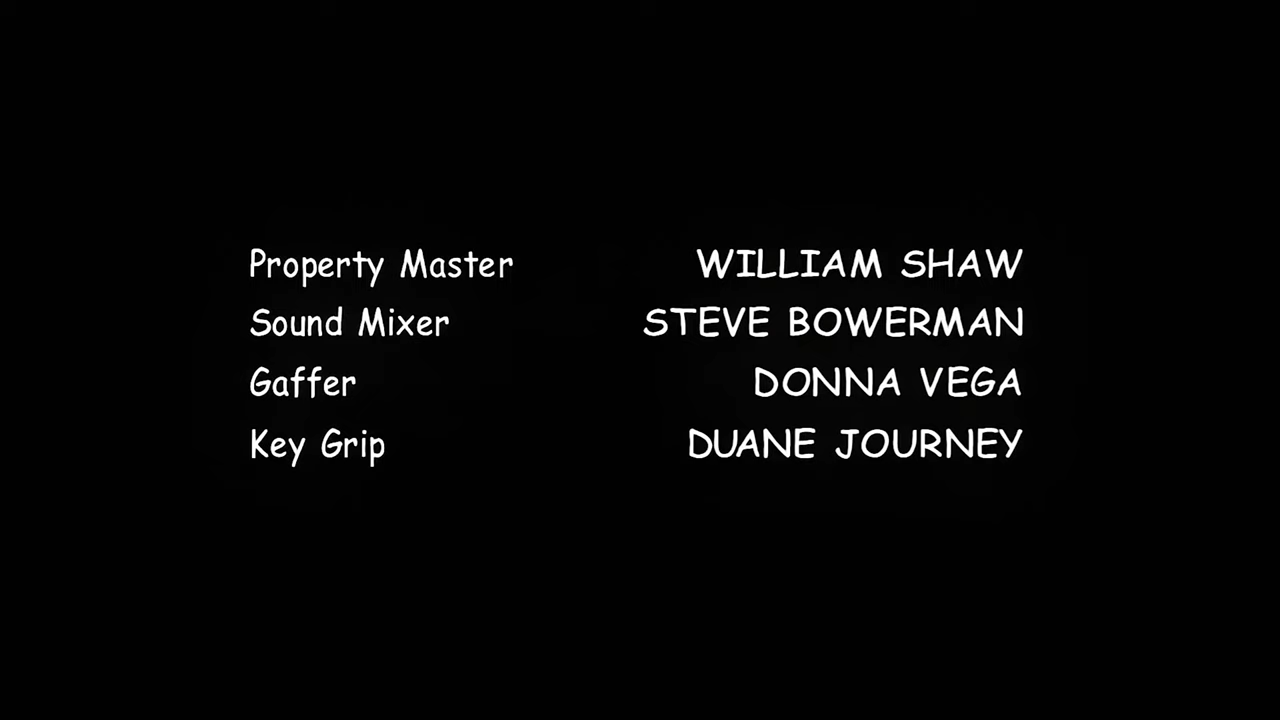 Property Master WILLIAM SHAW
Sound Mixer STEVE BOWERMAN
Gaffer DONNA VEGA
Key Grip DUANE JOURNEY